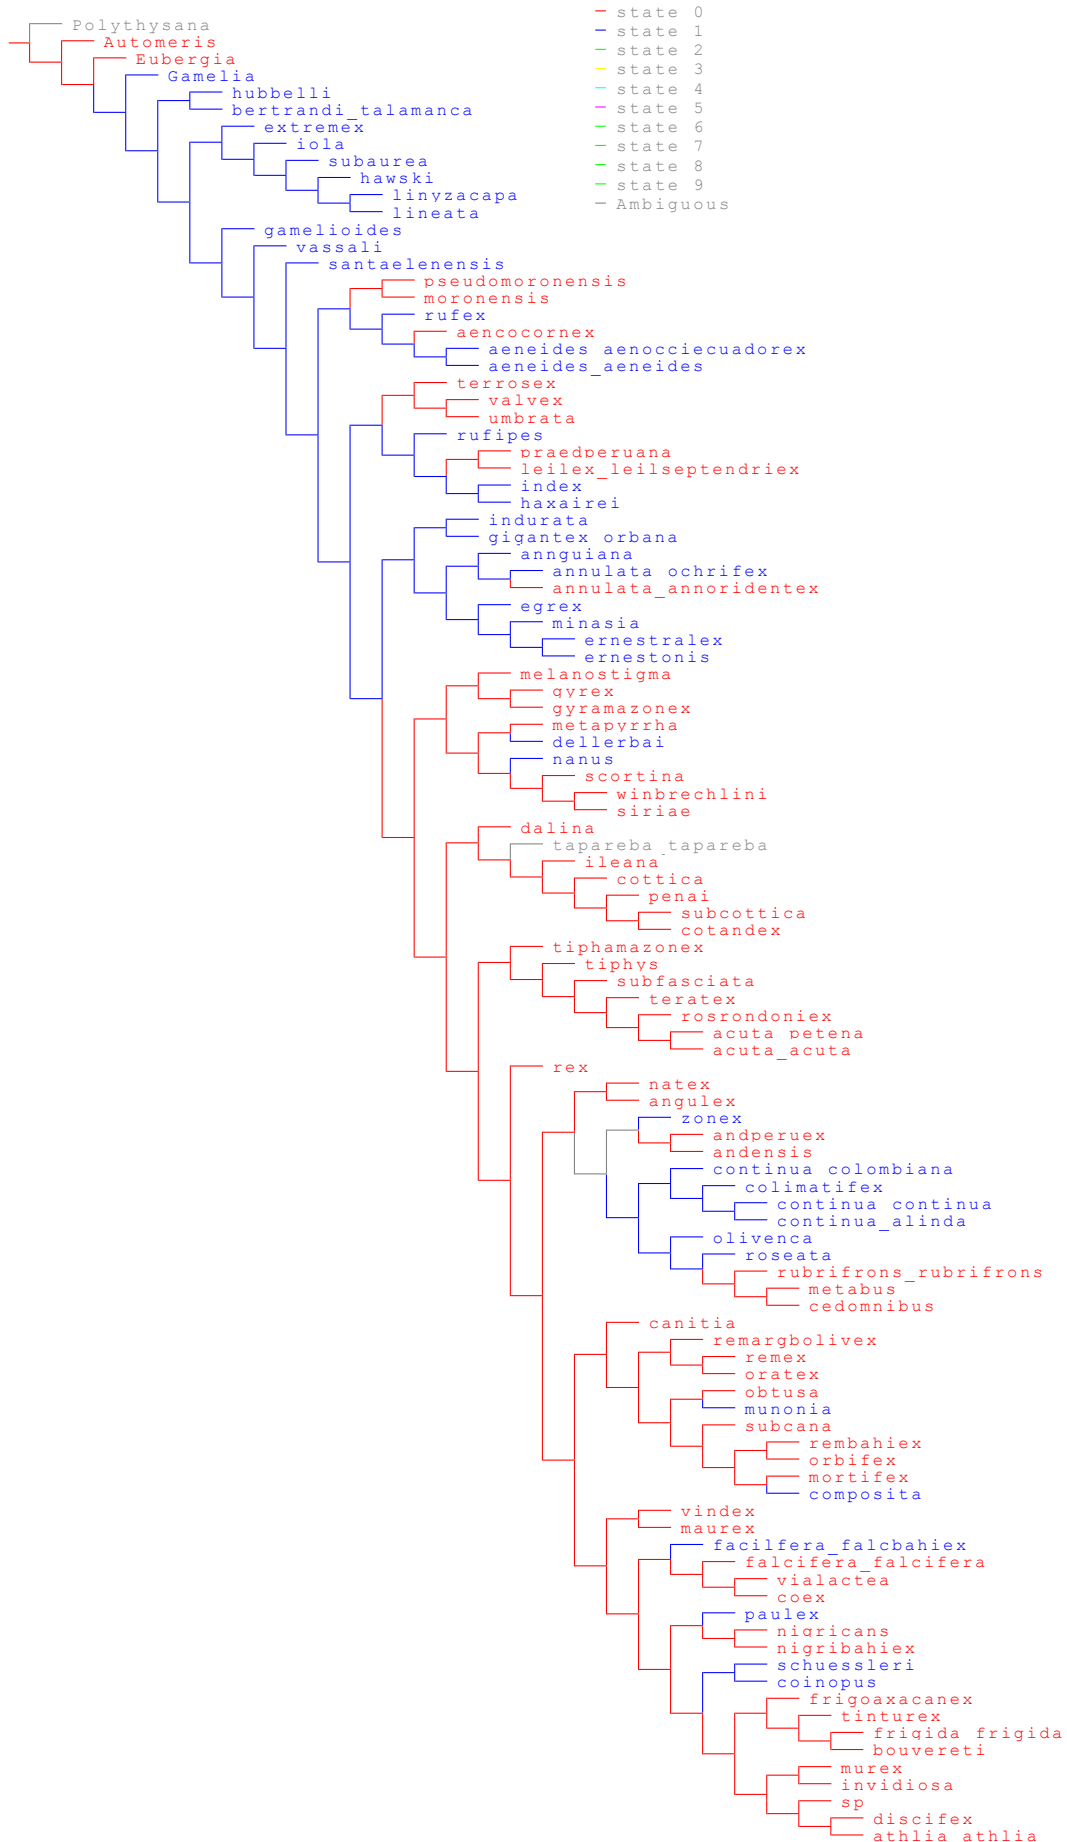 Polythysana
Automeris
Eubergia
Gamelia
hubbelli
bertrandi_talamanca
extremex
iola
subaurea
hawski
linyzacapa
lineata
gamelioides
vassali
santaelenensis
pseudomoronensis
moronensis
rufex
aencocornex
aeneides_aenocciecuadorex
aeneides_aeneides
terrosex
valvex
umbrata
rufipes
praedperuana
leilex_leilseptendriex
index
haxairei
indurata
gigantex_orbana
annguiana
annulata_ochrifex
annulata_annoridentex
egrex
minasia
ernestralex
ernestonis
melanostigma
gyrex
gyramazonex
metapyrrha
dellerbai
nanus
scortina
winbrechlini
siriae
dalina
tapareba_tapareba
ileana
cottica
penai
subcottica
cotandex
tiphamazonex
tiphys
subfasciata
teratex
rosrondoniex
acuta_petena
acuta_acuta
rex
natex
angulex
zonex
andperuex
andensis
continua_colombiana
colimatifex
continua_continua
continua_alinda
olivenca
roseata
rubrifrons_rubrifrons
metabus
cedomnibus
canitia
remargbolivex
remex
oratex
obtusa
munonia
subcana
rembahiex
orbifex
mortifex
composita
vindex
maurex
facilfera_falcbahiex
falcifera_falcifera
vialactea
coex
paulex
nigricans
nigribahiex
schuessleri
coinopus
frigoaxacanex
tinturex
frigida_frigida
bouvereti
murex
invidiosa
sp
discifex
athlia_athlia
state 0
state 1
state 2
state 3
state 4
state 5
state 6
state 7
state 8
state 9
Ambiguous